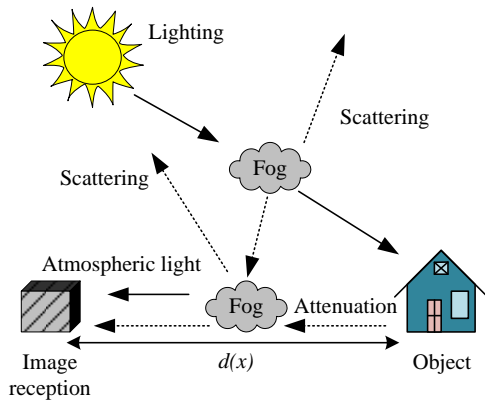 Lighting
Scattering
Fog
Scattering
Atmospheric light
Fog
Attenuation
Image
reception
d(x)
Object